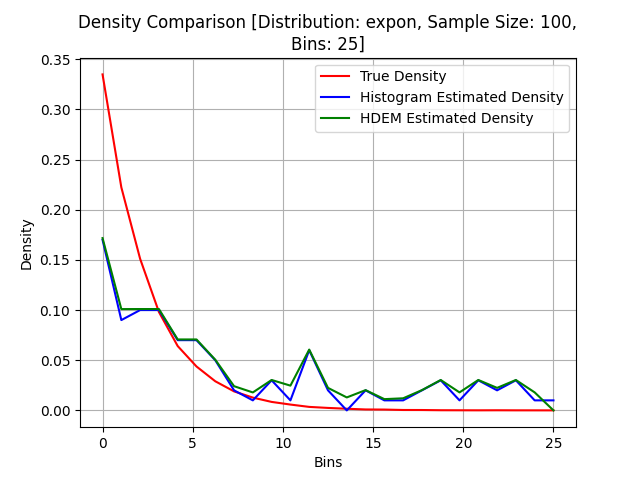 Density Comparison [Distribution: expon, Sample Size: 100,
Bins: 25]
True Density
Histogram Estimated Density
HDEM Estimated Density
Density
0.35
0.30
0.25
0.20
0.15
0.10
0.05
0.00
0 5 10 15 20 25
Bins